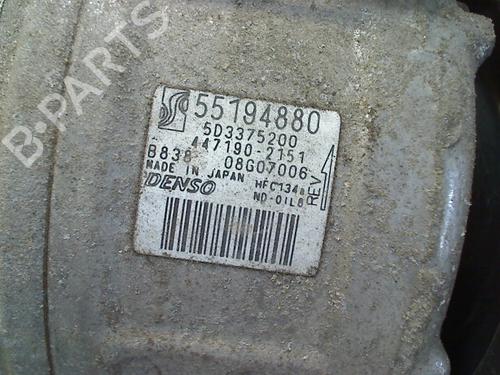 B-PARTS
55194880
5D3375200
447190-2151
B838 08G07006
MADE IN JAPAN HFC134a
DENSO ND-OIL8
REV